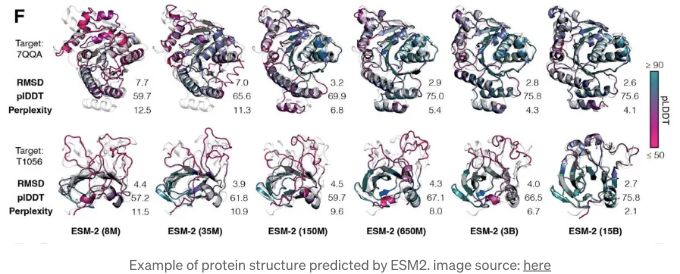 F
Target:
7QQA
RMSD 7.7 7.0 3.2 2.9 2.8 2.6
plDDT 59.7 65.6 69.9 75.0 75.8 75.6
Perplexity 12.5 11.3 6.8 5.4 4.3 4.1
≥ 90
pLDDT
≤ 50
Target:
T1056
RMSD 4.4 3.9 4.5 4.3 4.0 2.7
plDDT 57.2 61.8 59.7 67.1 66.5 75.8
Perplexity 11.5 10.9 9.6 8.0 6.7 2.1
ESM-2 (8M) ESM-2 (35M) ESM-2 (150M) ESM-2 (650M) ESM-2 (3B) ESM-2 (15B)
Example of protein structure predicted by ESM2. image source: here